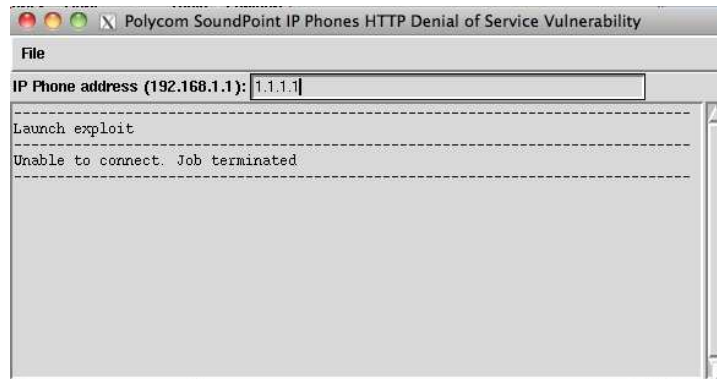 X Polycom SoundPoint IP Phones HTTP Denial of Service Vulnerability
File
IP Phone address (192.168.1.1): 1.1.1.1
--------------------------------------------------------------------------------
Launch exploit
--------------------------------------------------------------------------------
Unable to connect. Job terminated
--------------------------------------------------------------------------------